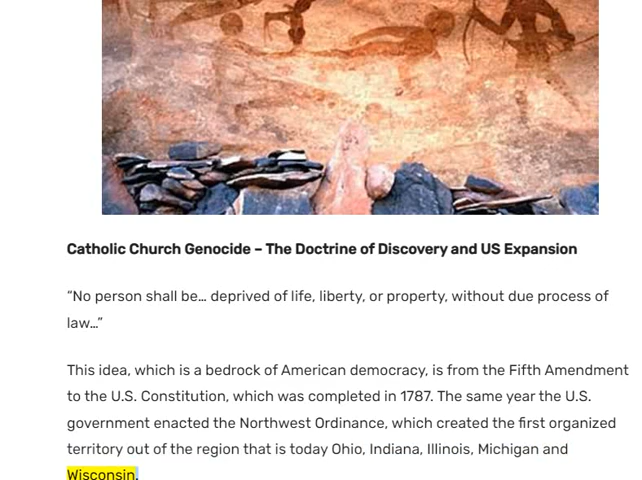 Catholic Church Genocide – The Doctrine of Discovery and US Expansion
“No person shall be… deprived of life, liberty, or property, without due process of
law…”
This idea, which is a bedrock of American democracy, is from the Fifth Amendment
to the U.S. Constitution, which was completed in 1787. The same year the U.S.
government enacted the Northwest Ordinance, which created the first organized
territory out of the region that is today Ohio, Indiana, Illinois, Michigan and
Wisconsin.